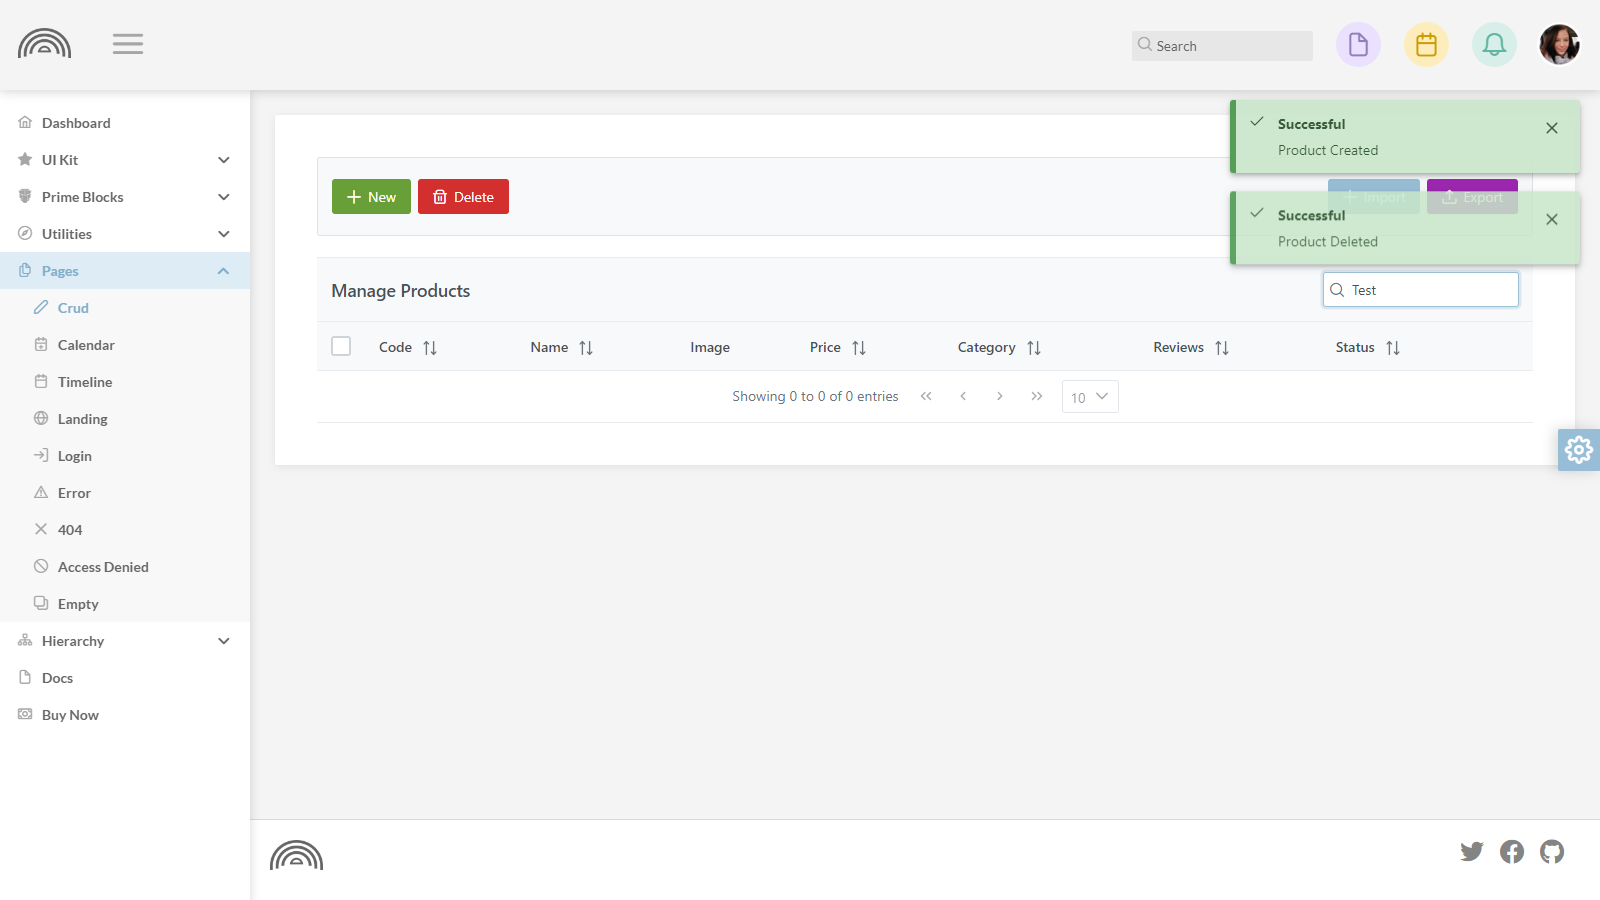 Search
Dashboard
UI Kit
Prime Blocks
Utilities
Pages
Crud
Calendar
Timeline
Landing
Login
Error
404
Access Denied
Empty
Hierarchy
Docs
Buy Now
Successful
Product Created
New
Delete
Import
Export
Successful
Product Deleted
Manage Products
Test
Code
Name
Image
Price
Category
Reviews
Status
Showing 0 to 0 of 0 entries
10